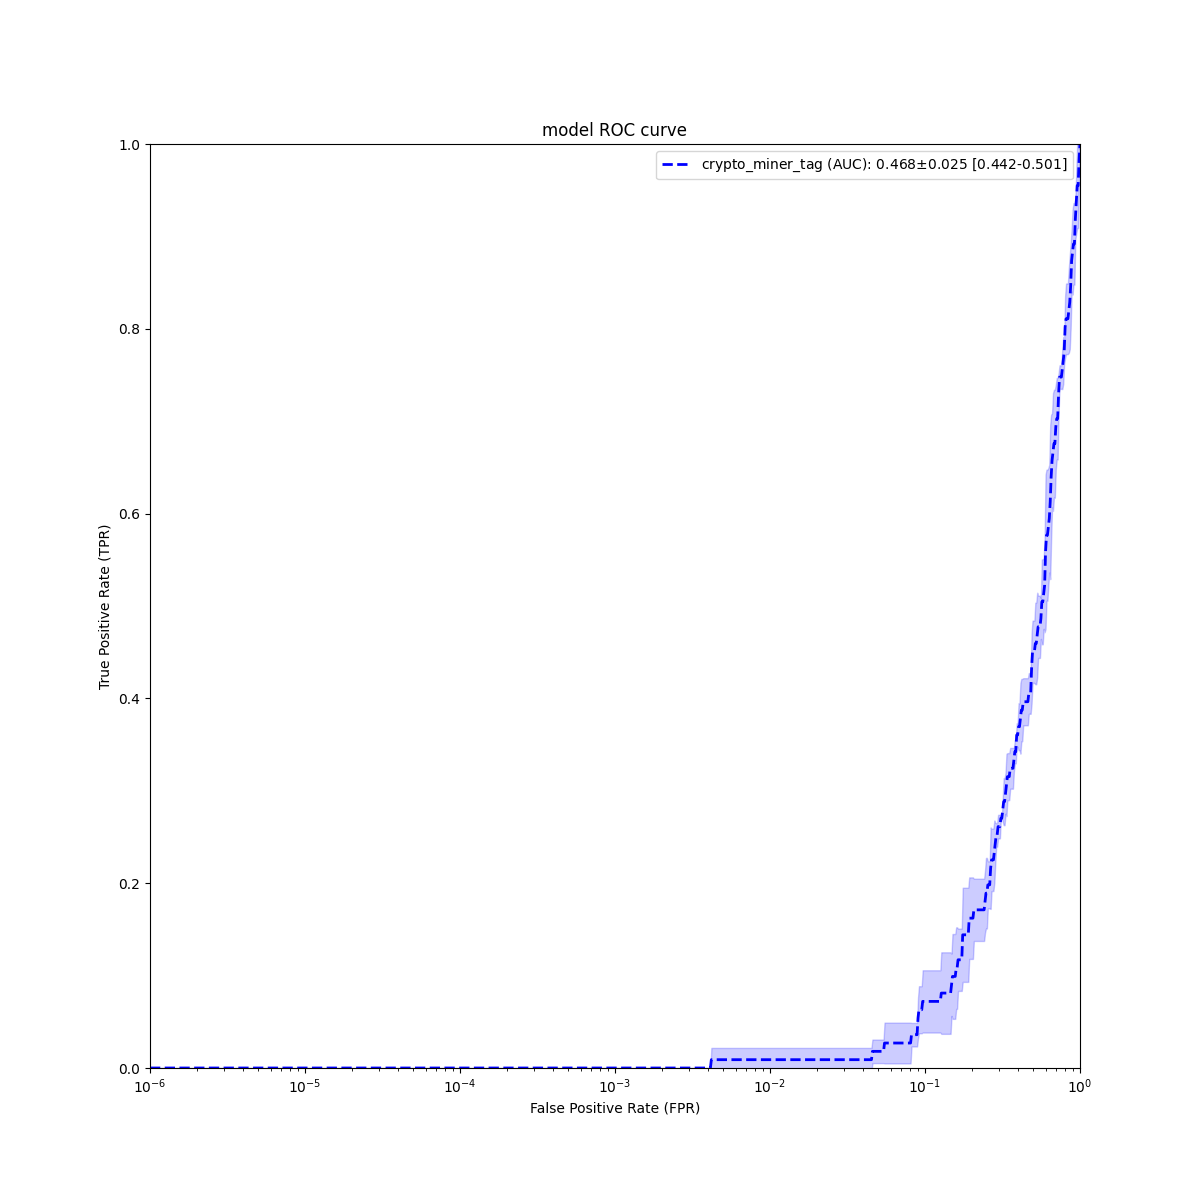 model ROC curve
crypto_miner_tag (AUC): 0.468±0.025 [0.442-0.501]
1.0
0.8
0.6
0.4
0.2
0.0
True Positive Rate (TPR)
10⁻⁶ 10⁻⁵ 10⁻⁴ 10⁻³ 10⁻² 10⁻¹ 10⁰
False Positive Rate (FPR)